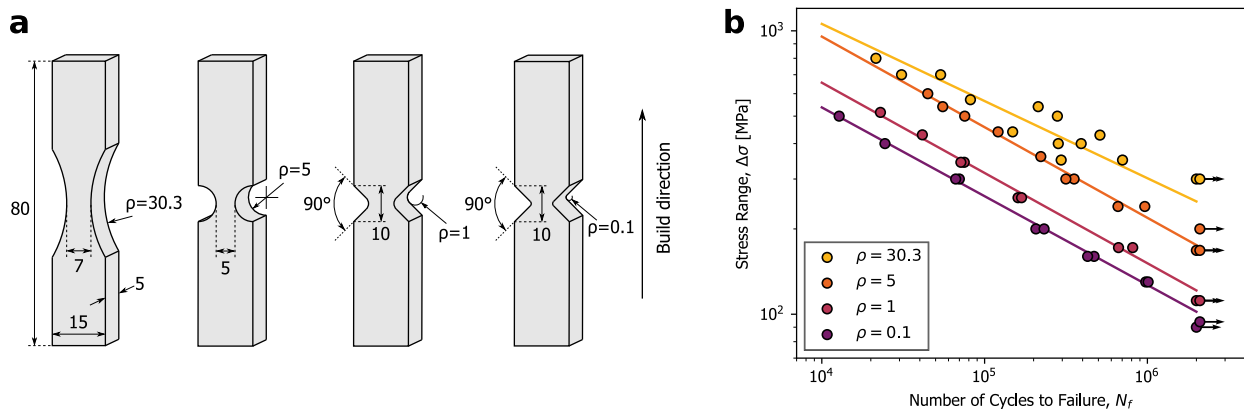 a
80
15
7
5
ρ=30.3
ρ=5
5
90°
10
ρ=1
90°
10
ρ=0.1
Build direction
b
Stress Range, Δσ [MPa]
10³
10²
ρ = 30.3
ρ = 5
ρ = 1
ρ = 0.1
10⁴ 10⁵ 10⁶
Number of Cycles to Failure, N_f